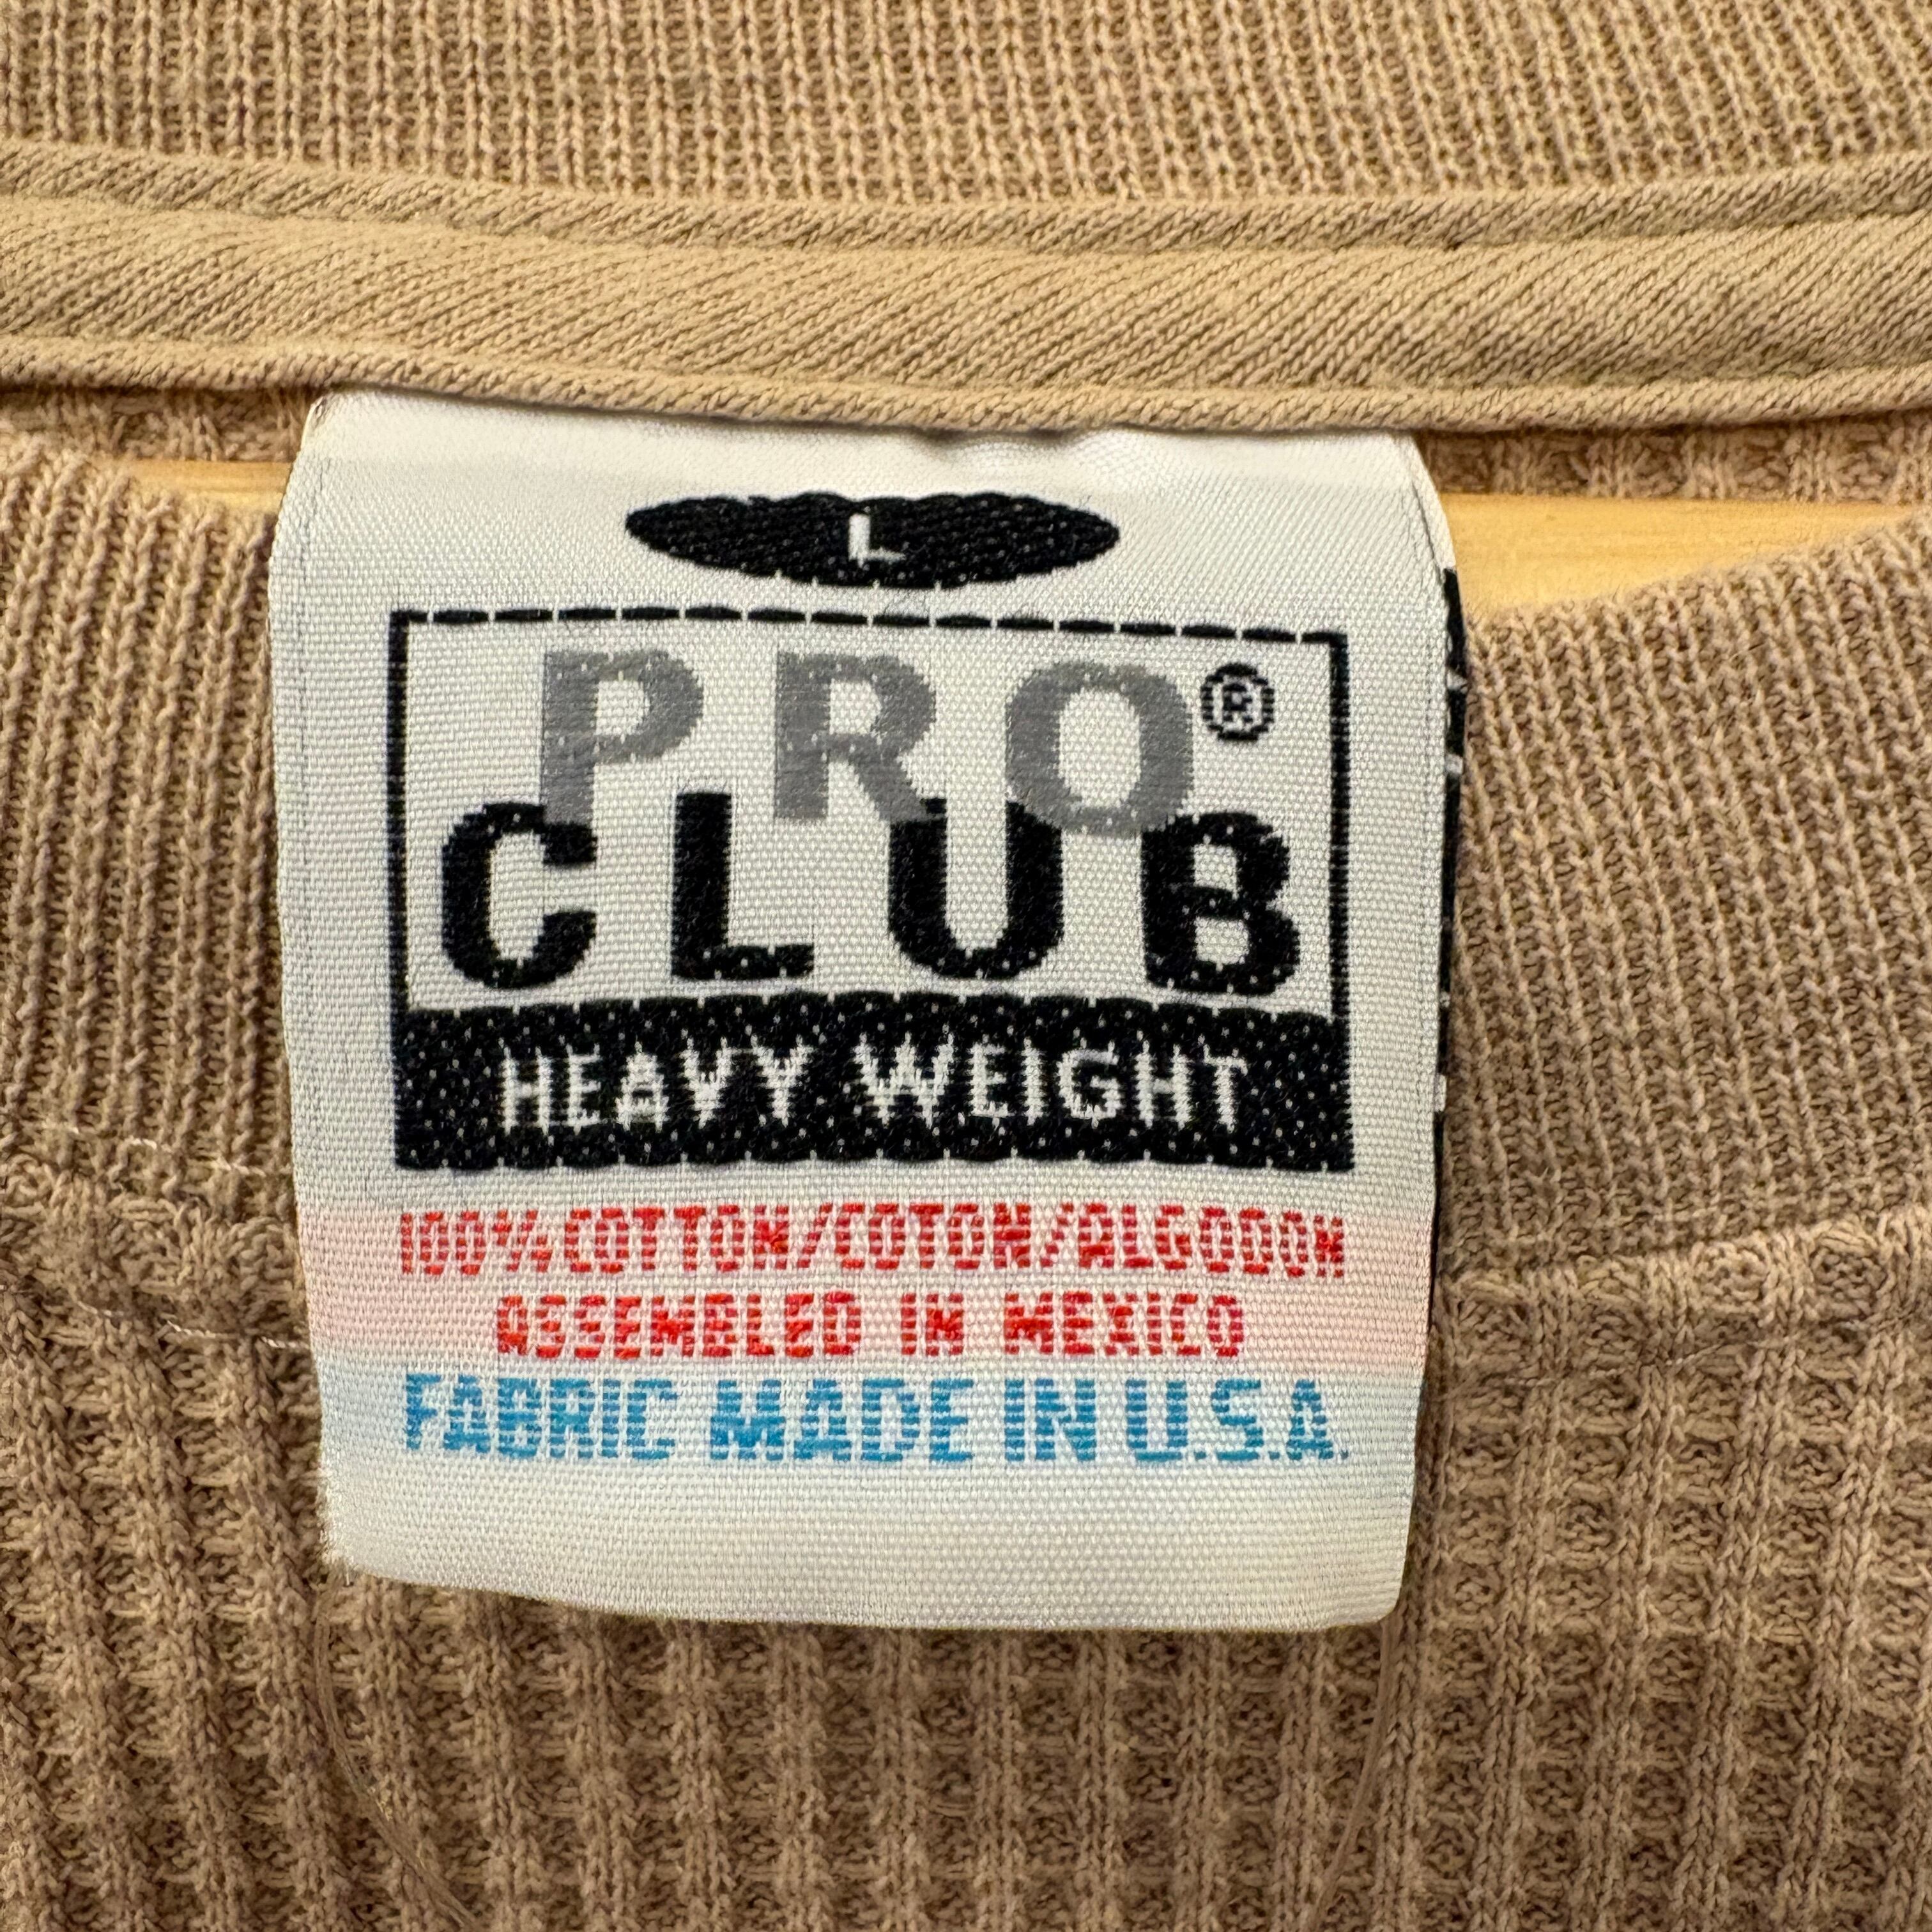 L
PRO®
CLUB
HEAVY WEIGHT
100% COTTON/COTON/ALGODON
ASSEMBLED IN MEXICO
FABRIC MADE IN U.S.A.